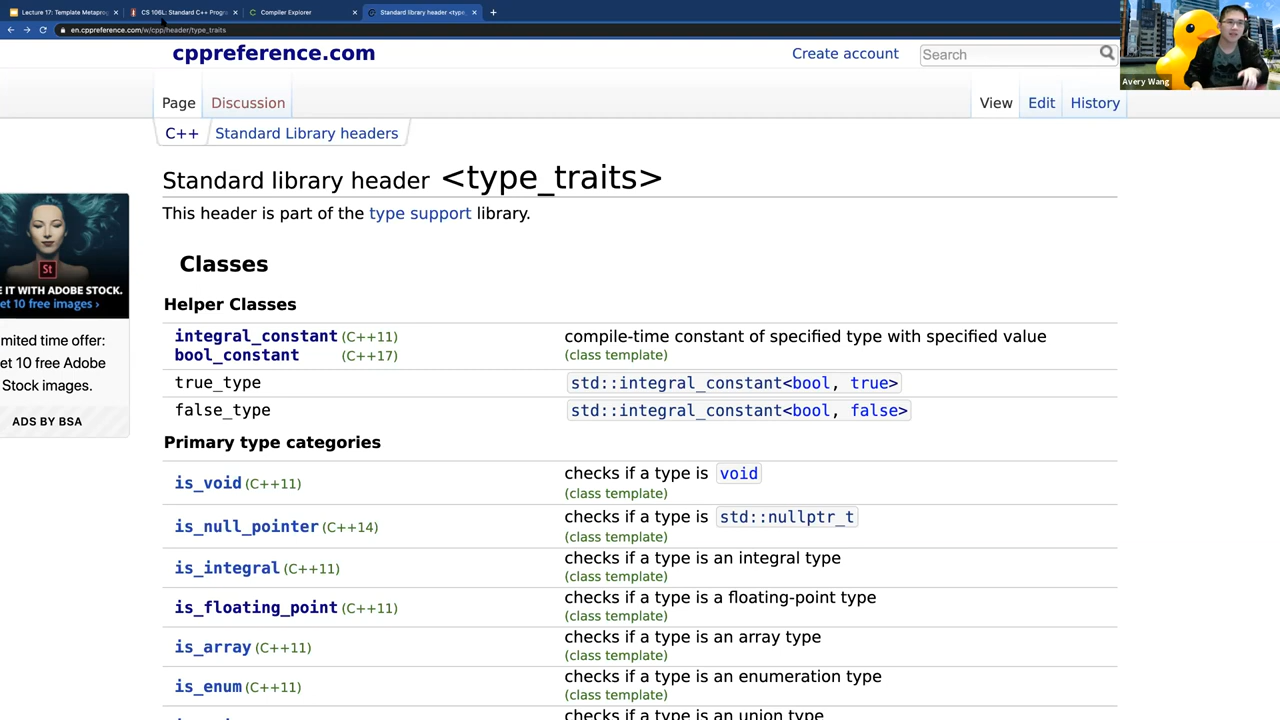 Lecture 17: Template Metaprog
CS 106L: Standard C++ Progr
Compiler Explorer
Standard library header <type_
en.cppreference.com/w/cpp/header/type_traits
Avery Wang
cppreference.com
Create account
Search
Page
Discussion
View
Edit
History
C++
Standard Library headers
Standard library header <type_traits>
This header is part of the type support library.
St
E IT WITH ADOBE STOCK.
et 10 free images ›
mited time offer:
et 10 free Adobe
Stock images.
ADS BY BSA
Classes
Helper Classes
integral_constant (C++11)
bool_constant (C++17)
compile-time constant of specified type with specified value
(class template)
true_type std::integral_constant<bool, true>
false_type std::integral_constant<bool, false>
Primary type categories
is_void (C++11)
checks if a type is void
(class template)
is_null_pointer (C++14)
checks if a type is std::nullptr_t
(class template)
is_integral (C++11)
checks if a type is an integral type
(class template)
is_floating_point (C++11)
checks if a type is a floating-point type
(class template)
is_array (C++11)
checks if a type is an array type
(class template)
is_enum (C++11)
checks if a type is an enumeration type
(class template)
checks if a type is an union type